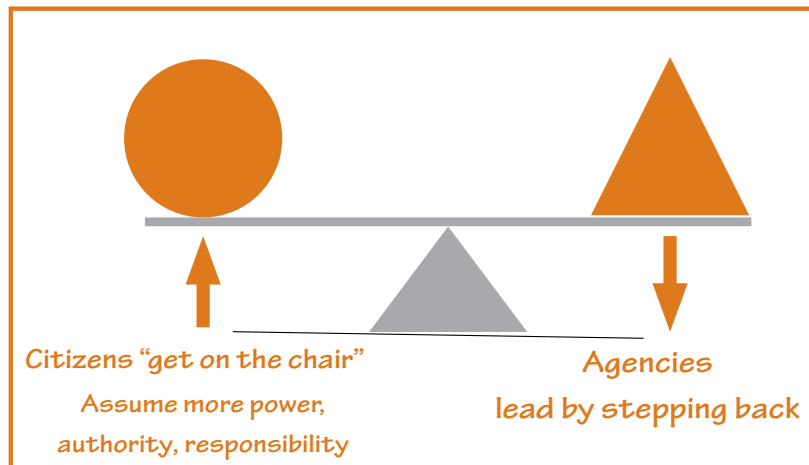 Citizens “get on the chair”
Assume more power,
authority, responsibility
Agencies
lead by stepping back